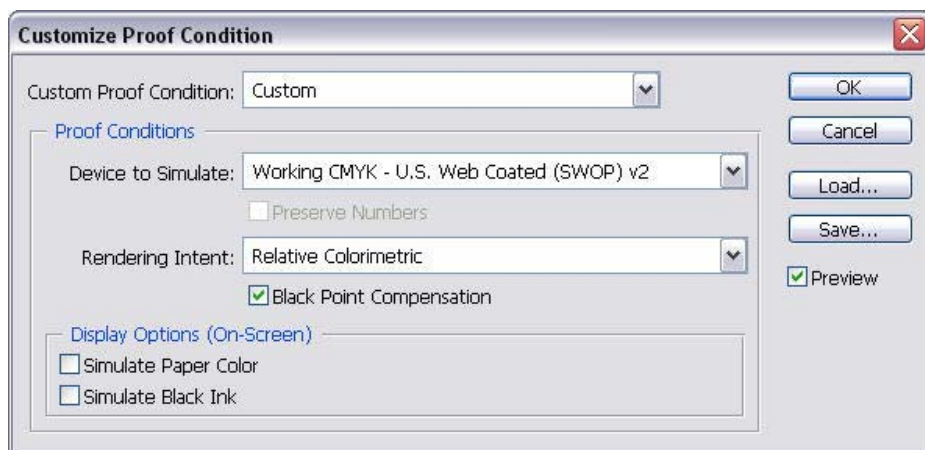 Customize Proof Condition
Custom Proof Condition: Custom
OK
Proof Conditions
Cancel
Device to Simulate: Working CMYK - U.S. Web Coated (SWOP) v2
Load...
Preserve Numbers
Save...
Rendering Intent: Relative Colorimetric
Preview
Black Point Compensation
Display Options (On-Screen)
Simulate Paper Color
Simulate Black Ink